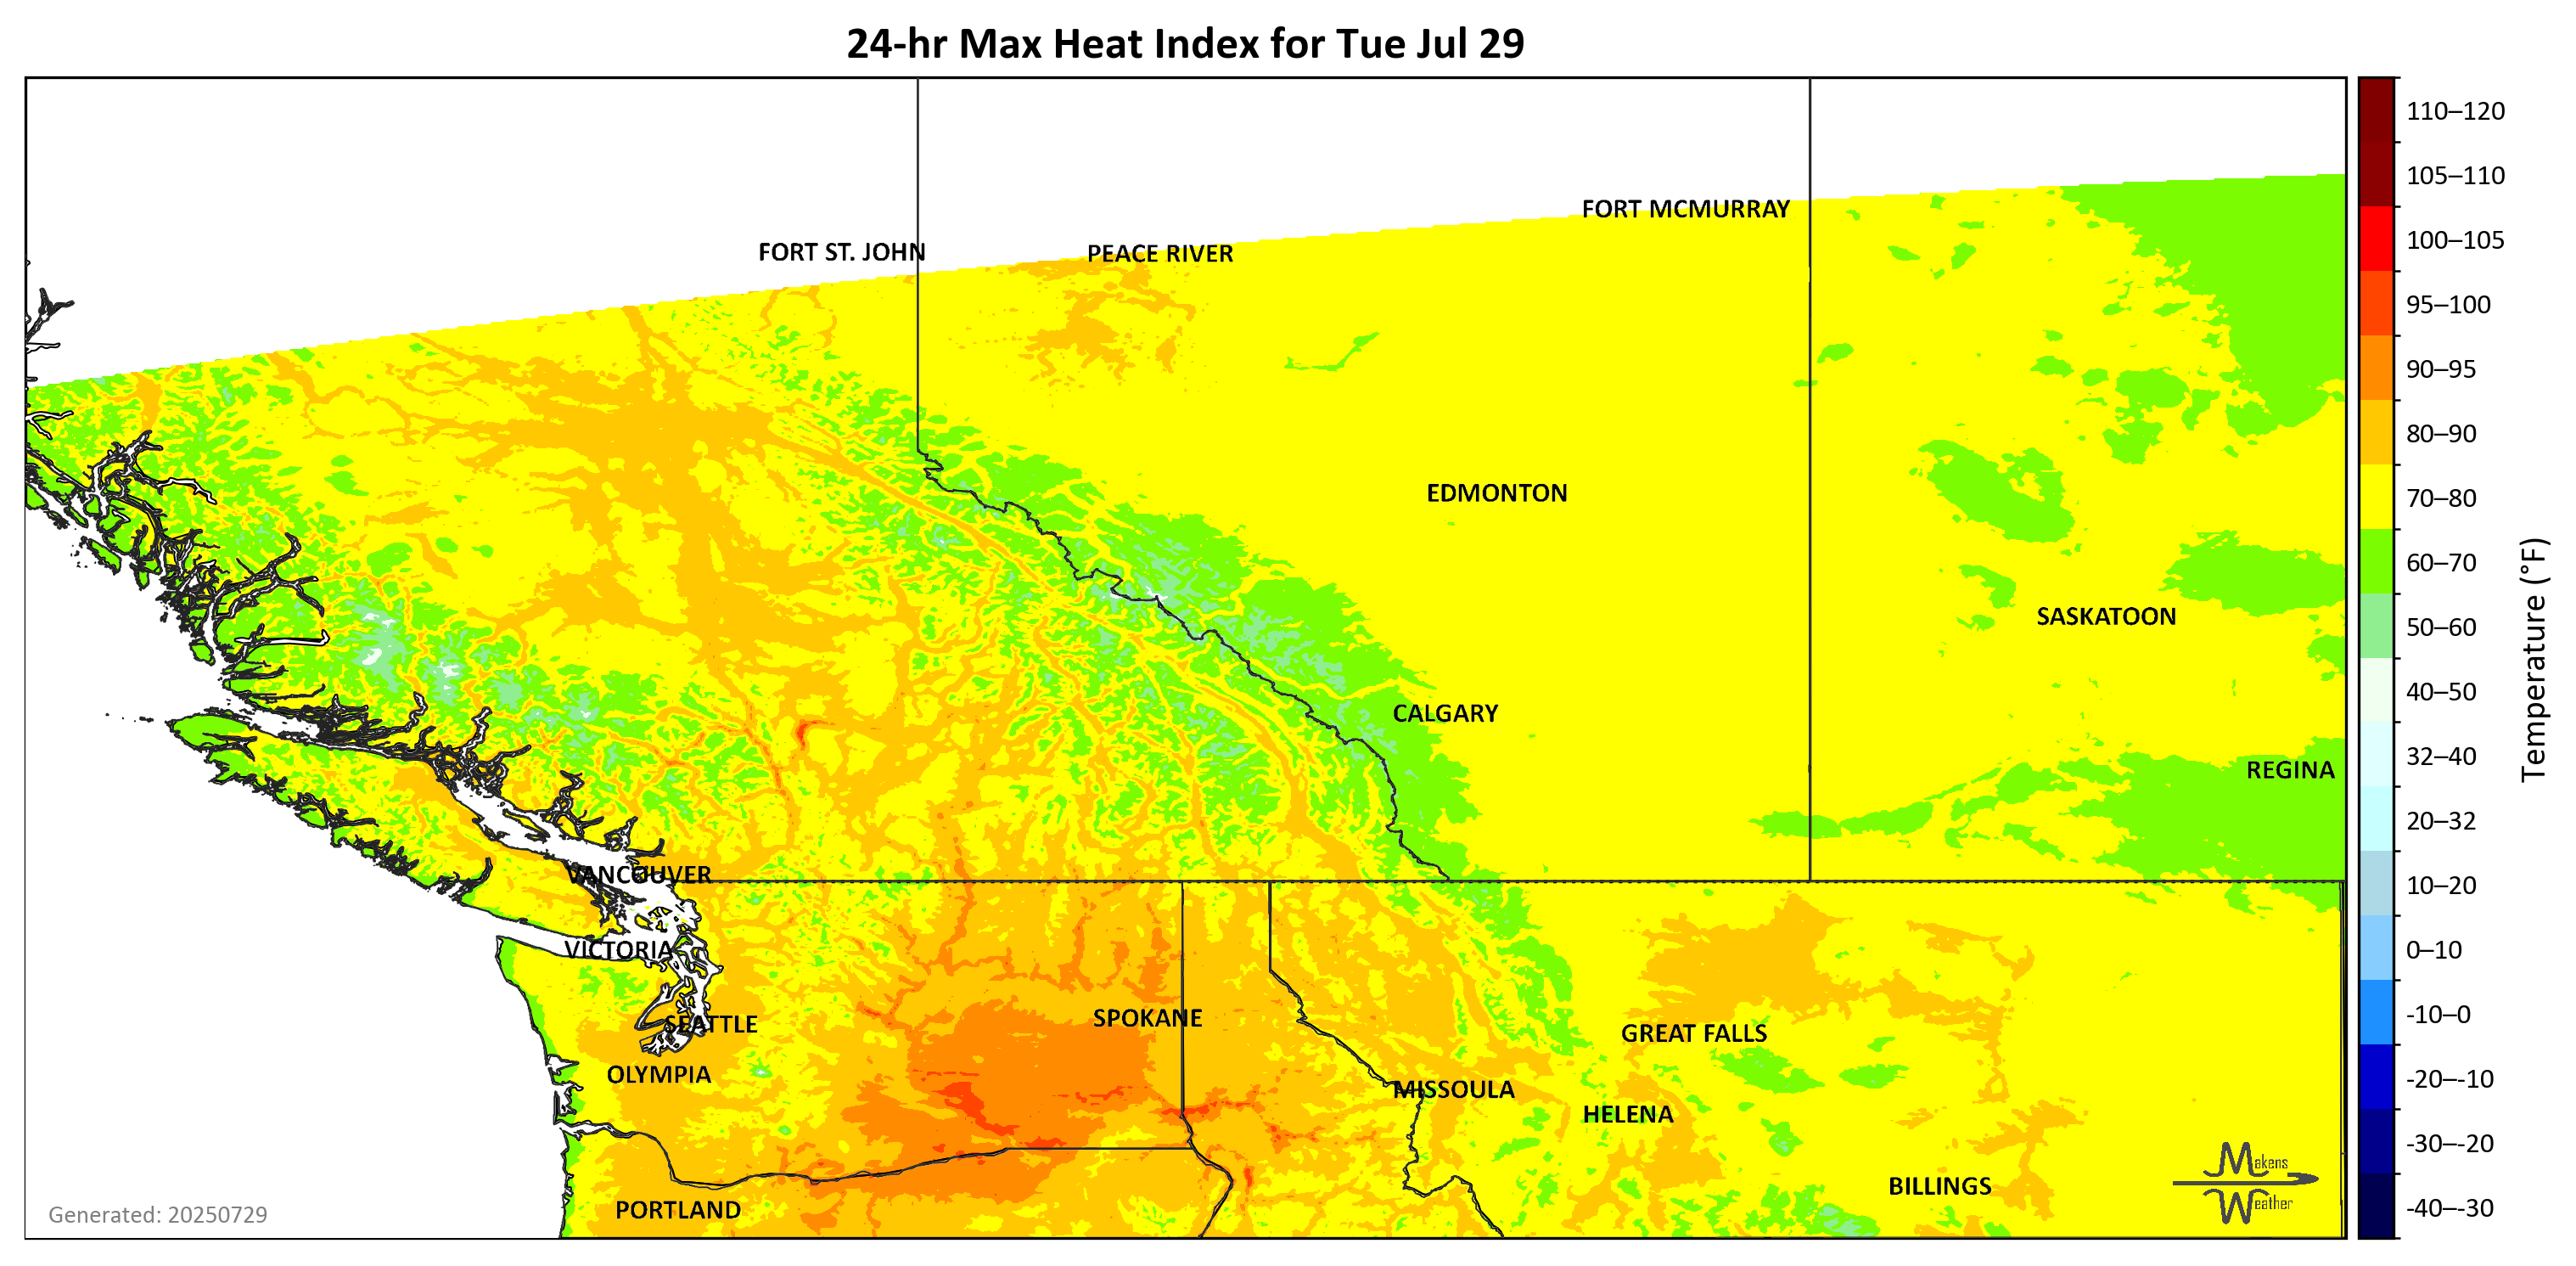 24-hr Max Heat Index for Tue Jul 29
FORT MCMURRAY
FORT ST. JOHN
PEACE RIVER
EDMONTON
SASKATOON
CALGARY
REGINA
VANCOUVER
VICTORIA
SEATTLE
SPOKANE
GREAT FALLS
OLYMPIA
MISSOULA
HELENA
BILLINGS
PORTLAND
Makens
Weather
Generated: 20250729
110–120
105–110
100–105
95–100
90–95
80–90
70–80
60–70
50–60
40–50
32–40
20–32
10–20
0–10
-10–0
-20–-10
-30–-20
-40–-30
Temperature (°F)